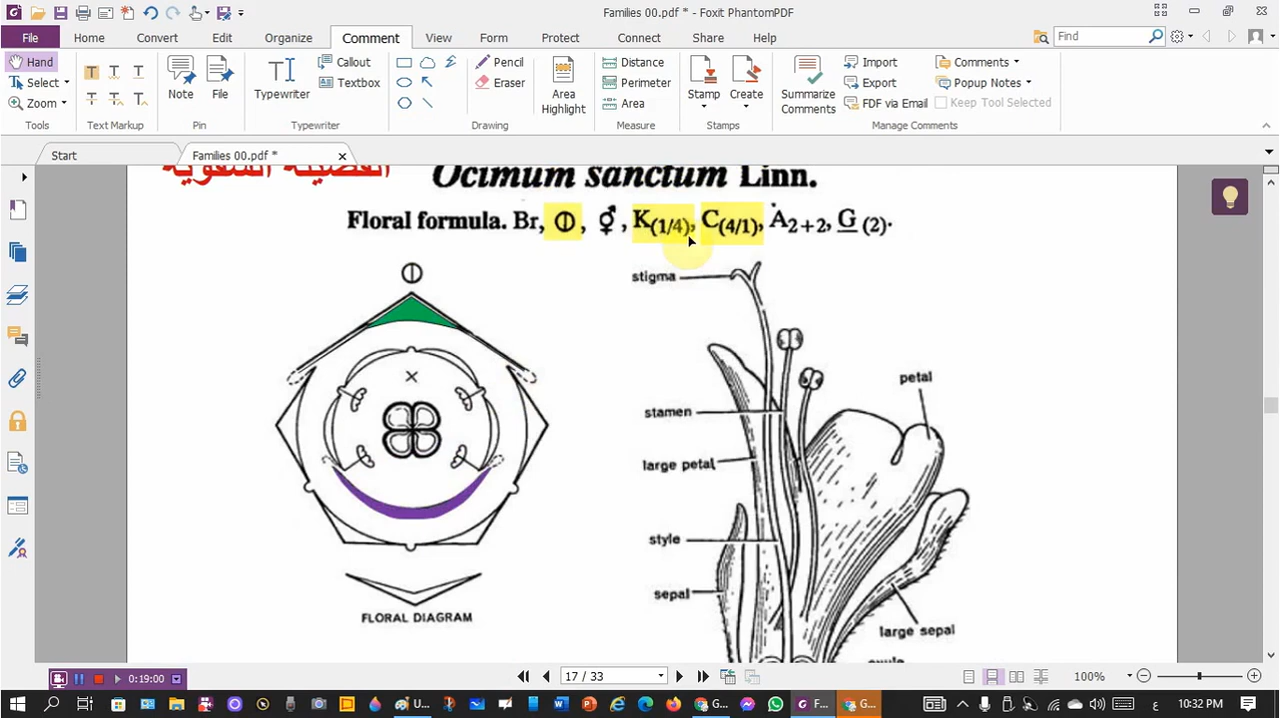 Families 00.pdf * - Foxit PhantomPDF
File Home Convert Edit Organize Comment View Form Protect Connect Share Help Find
Hand Pencil Callout Distance Import Comments
Select Eraser Textbox Perimeter Export Popup Notes
Zoom Note File Typewriter Area Highlight Area Stamp Create Summarize Comments FDF via Email Keep Tool Selected
Tools Text Markup Pin Typewriter Drawing Measure Stamps Manage Comments
Start Families 00.pdf *
الفصيلة الشفوية Ocimum sanctum Linn.
Floral formula. Br, ⦶, ⚥, K(1/4), C(4/1), A2+2, G (2).
stigma
petal
stamen
large petal
style
sepal
FLORAL DIAGRAM
large sepal
ovule
0:19:00 17 / 33 100%
10:32 PM